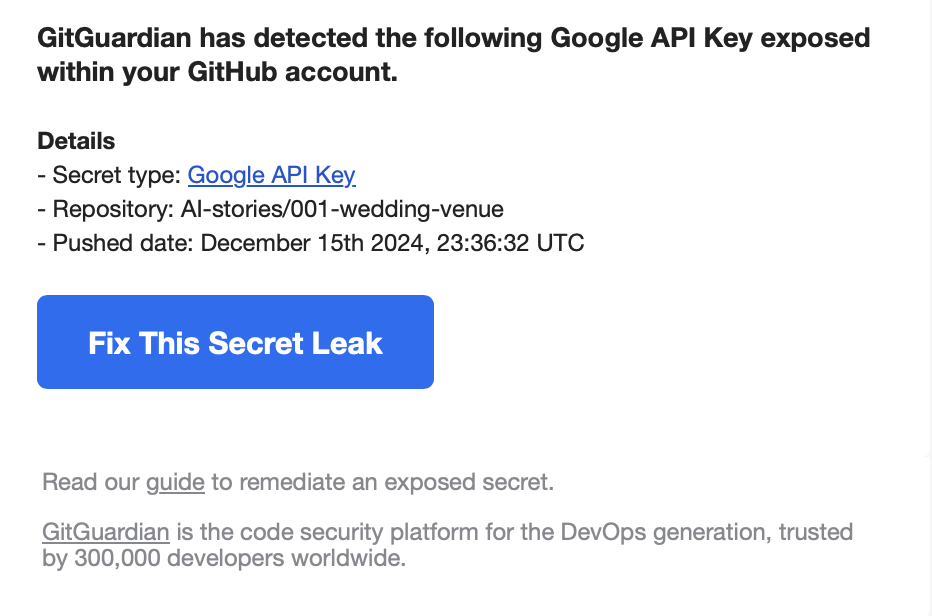 GitGuardian has detected the following Google API Key exposed
within your GitHub account.
Details
- Secret type: Google API Key
- Repository: AI-stories/001-wedding-venue
- Pushed date: December 15th 2024, 23:36:32 UTC
Fix This Secret Leak
Read our guide to remediate an exposed secret.
GitGuardian is the code security platform for the DevOps generation, trusted
by 300,000 developers worldwide.